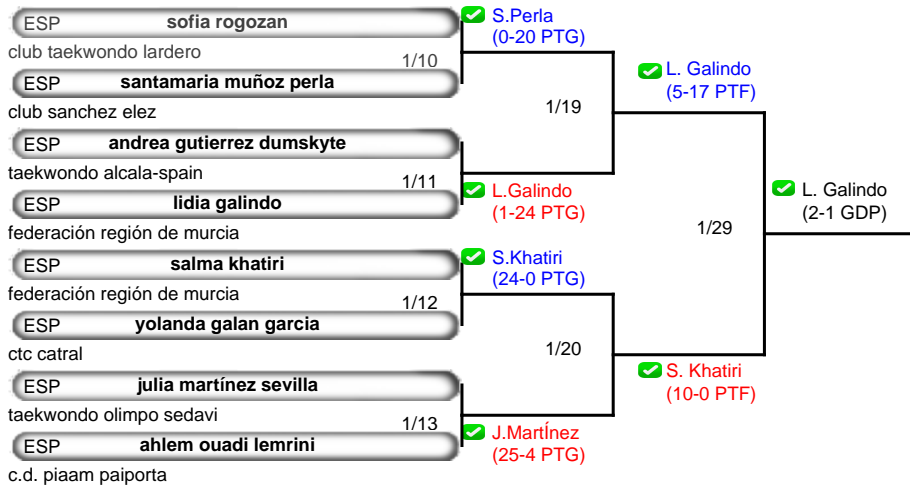 ESP sofia rogozan
club taekwondo lardero
1/10
ESP santamaria muñoz perla
club sanchez elez
ESP andrea gutierrez dumskyte
taekwondo alcala-spain
1/11
ESP lidia galindo
federación región de murcia
ESP salma khatiri
federación región de murcia
1/12
ESP yolanda galan garcia
ctc catral
ESP julia martínez sevilla
taekwondo olimpo sedavi
1/13
ESP ahlem ouadi lemrini
c.d. piaam paiporta
S.Perla
(0-20 PTG)
1/19
L.Galindo
(1-24 PTG)
S.Khatiri
(24-0 PTG)
1/20
J.MartÍnez
(25-4 PTG)
L. Galindo
(5-17 PTF)
1/29
S. Khatiri
(10-0 PTF)
L. Galindo
(2-1 GDP)